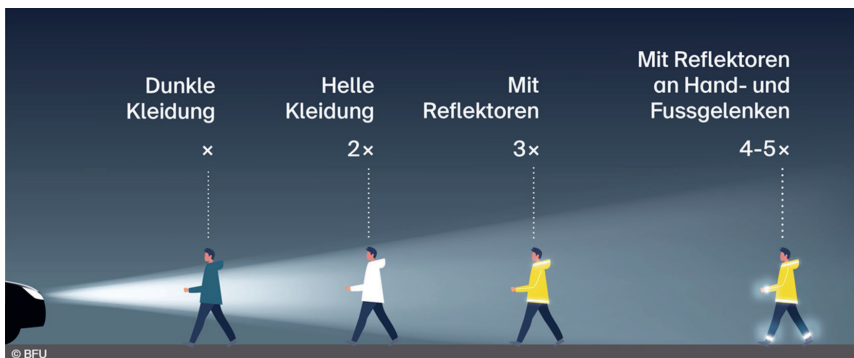 Dunkle
Kleidung
×
Helle
Kleidung
2×
Mit
Reflektoren
3×
Mit Reflektoren
an Hand- und
Fussgelenken
4-5×
© BFU